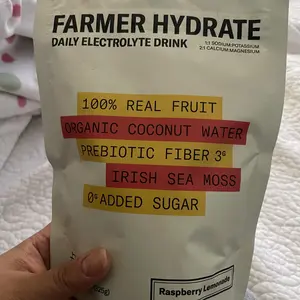 FARMER HYDRATE
DAILY ELECTROLYTE DRINK
1:1 SODIUM:POTASSIUM
2:1 CALCIUM:MAGNESIUM
100% REAL FRUIT
ORGANIC COCONUT WATER
PREBIOTIC FIBER 3g
IRISH SEA MOSS
0g ADDED SUGAR
Raspberry Lemonade